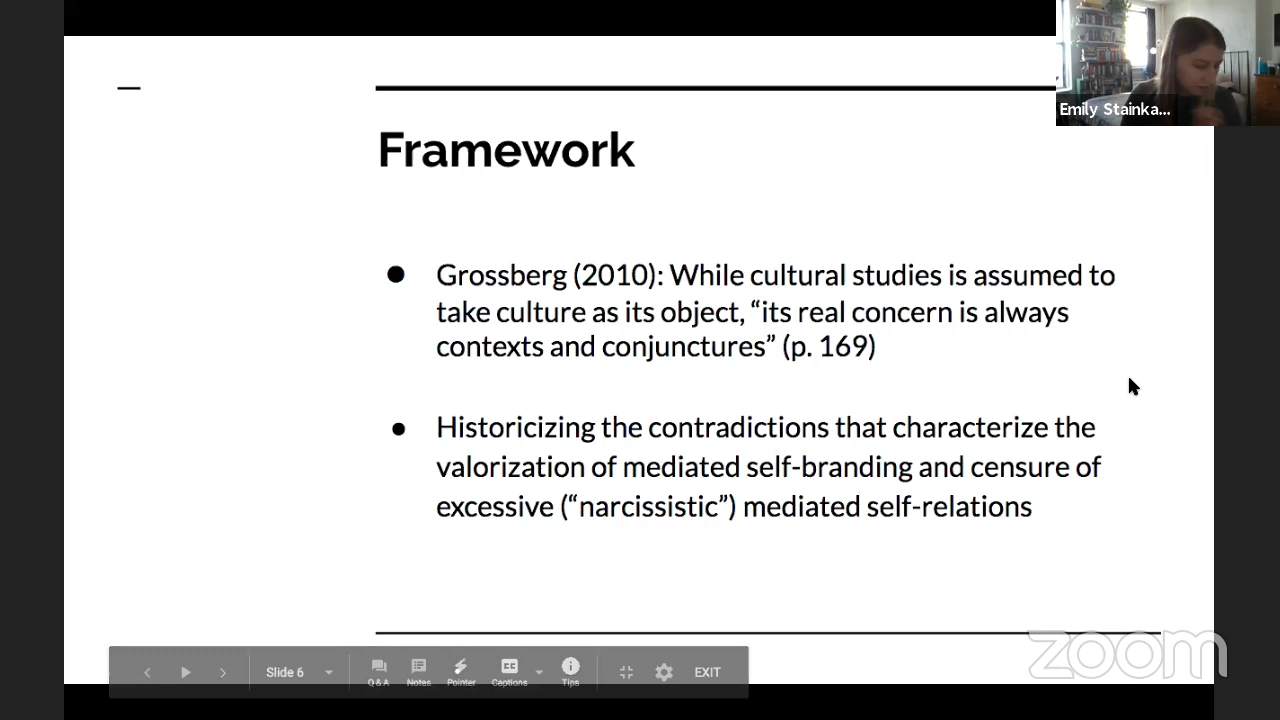 Emily Stainka...
Framework
● Grossberg (2010): While cultural studies is assumed to
take culture as its object, “its real concern is always
contexts and conjunctures” (p. 169)
● Historicizing the contradictions that characterize the
valorization of mediated self-branding and censure of
excessive (“narcissistic”) mediated self-relations
Slide 6
Q&A Notes Pointer Captions Tips EXIT
zoom